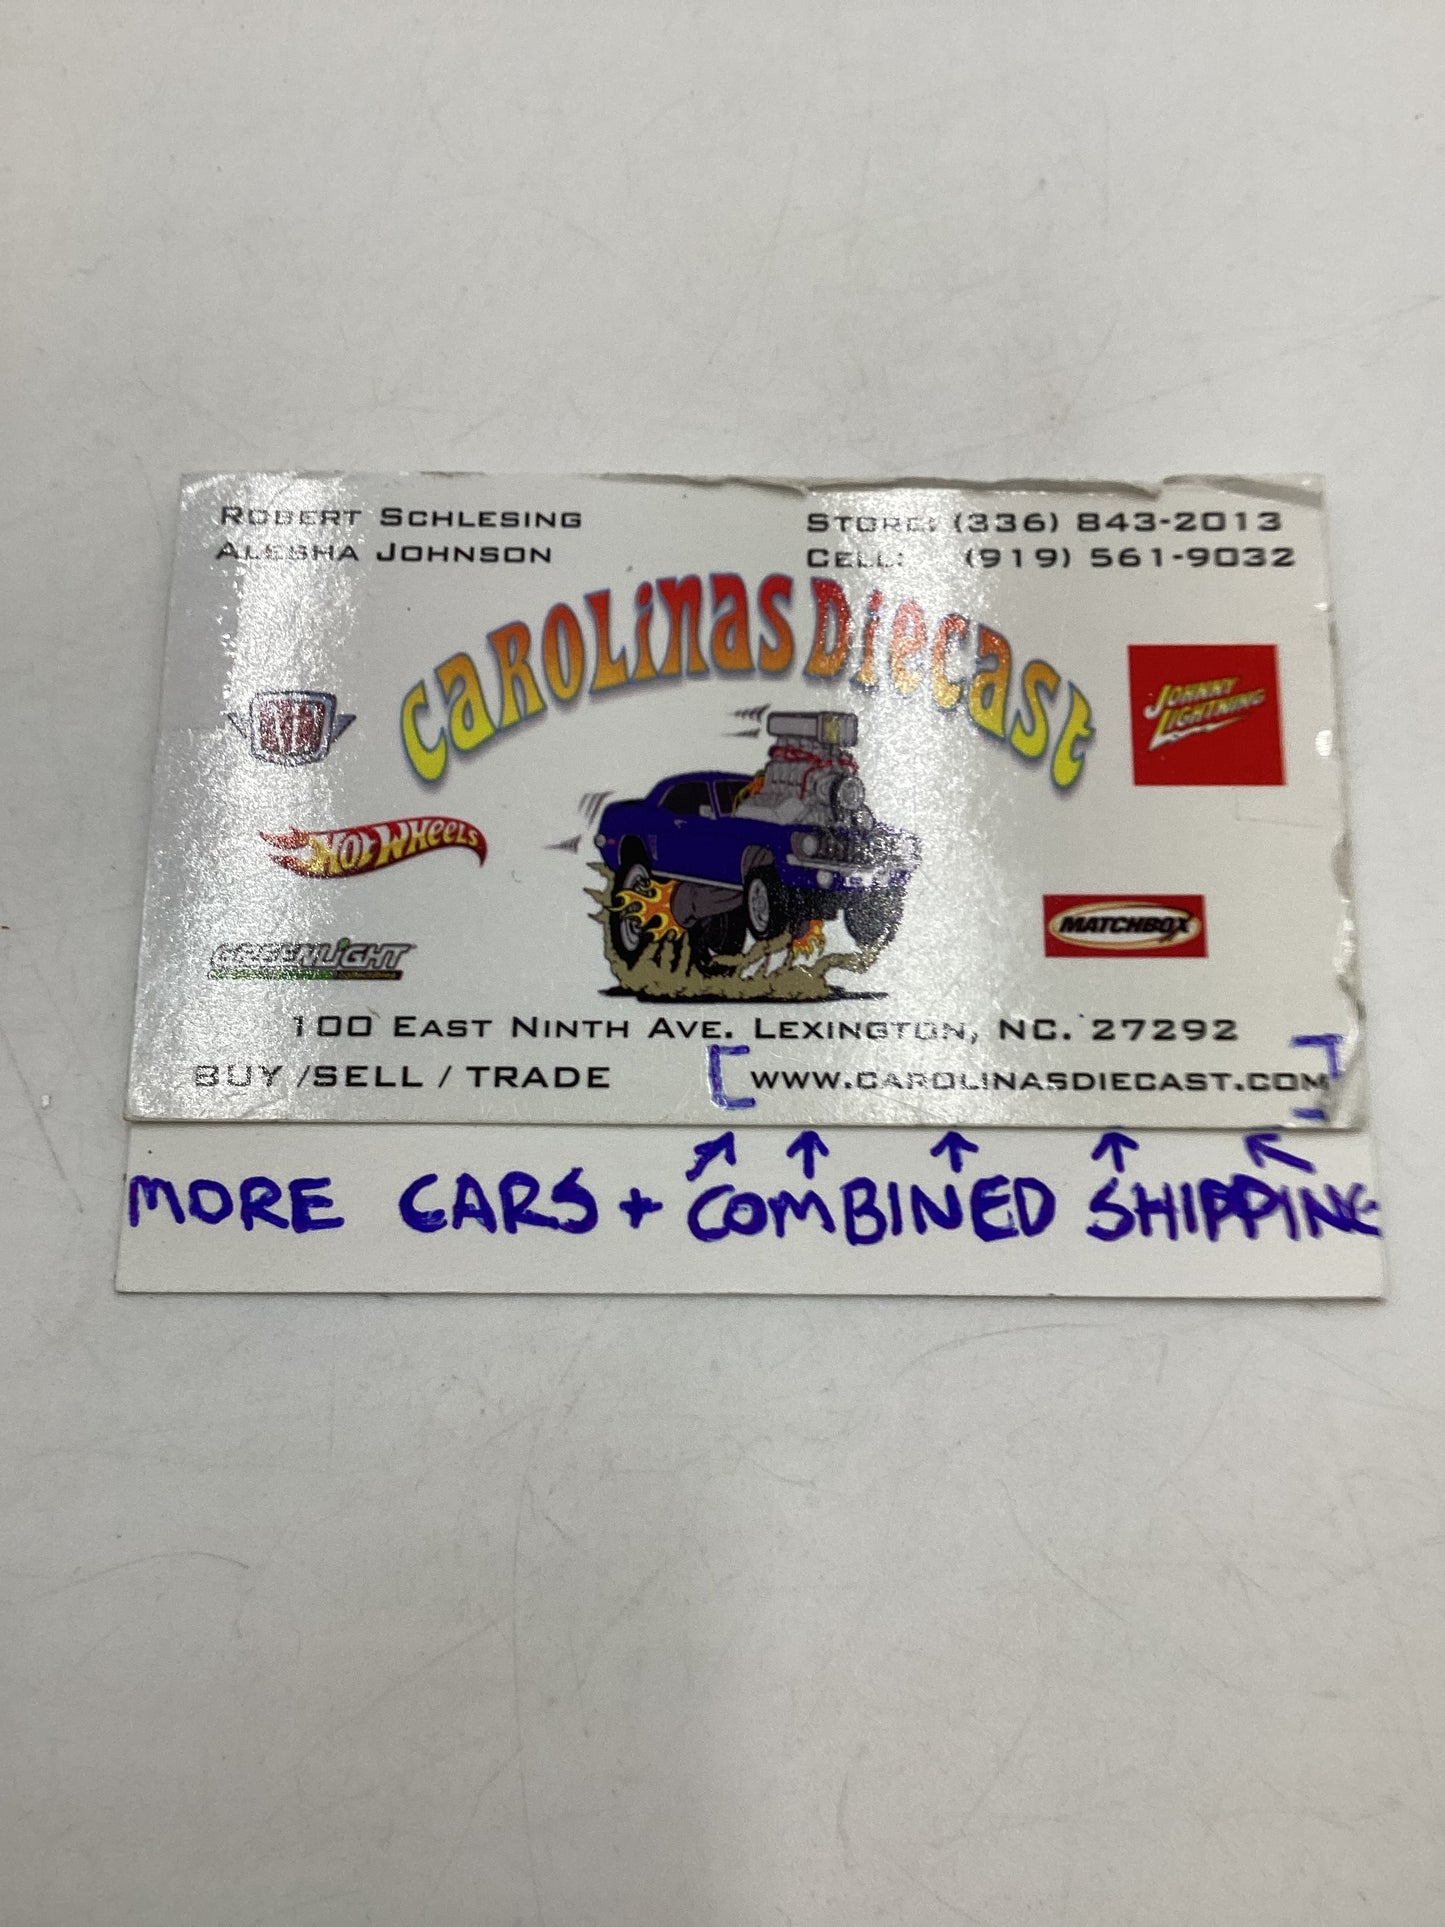 ROBERT SCHLESING
ALESHA JOHNSON
STORE: (336) 843-2013
CELL: (919) 561-9032
CAROLINAS DIECAST
JOHNNY
LIGHTNING
HOT WHEELS
MATCHBOX
GREENLIGHT
100 EAST NINTH AVE. LEXINGTON, NC. 27292
BUY /SELL / TRADE
[WWW.CAROLINASDIECAST.COM]
↗ ↑ ↑ ↑ ↖
MORE CARS + COMBINED SHIPPING